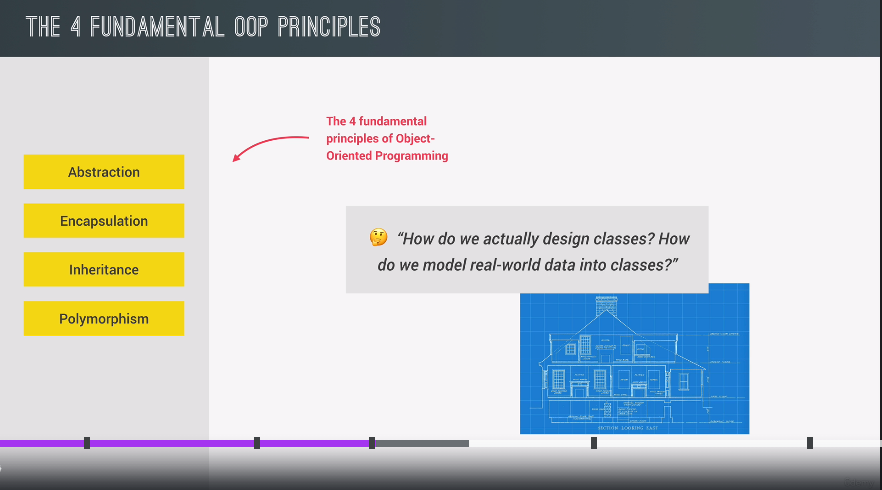 THE 4 FUNDAMENTAL OOP PRINCIPLES
The 4 fundamental
principles of Object-
Oriented Programming
Abstraction
Encapsulation
Inheritance
Polymorphism
“How do we actually design classes? How
do we model real-world data into classes?”
SECTION LOOKING EAST